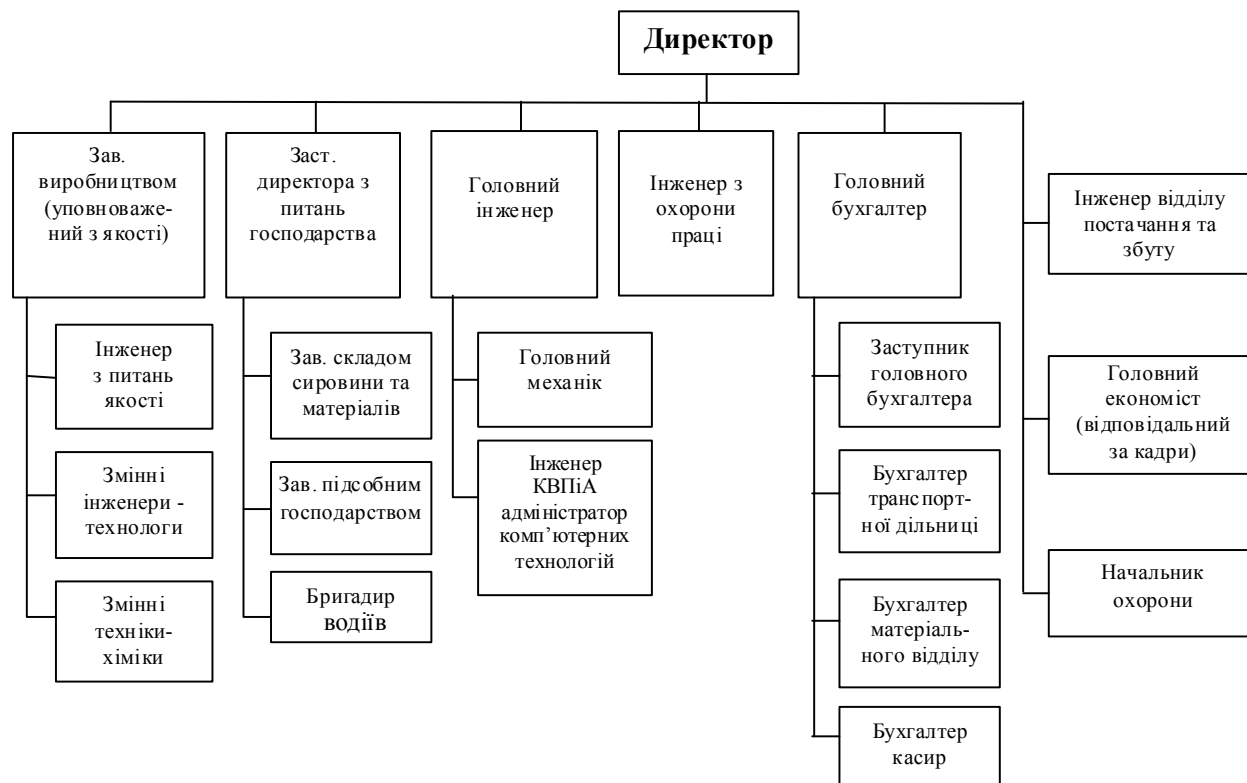 Директор
Зав.
виробництвом
(уповноваже-
ний з якості)
Заст.
директора з
питань
господарства
Головний
інженер
Інженер з
охорони
праці
Головний
бухгалтер
Інженер відділу
постачання та
збуту
Інженер
з питань
якості
Зав. складом
сировини та
матеріалів
Головний
механік
Заступник
головного
бухгалтера
Головний
економіст
(відповідальний
за кадри)
Змінні
інженери -
технологи
Зав. підсобним
господарством
Інженер
КВПіА
адміністратор
комп’ютерних
технологій
Бухгалтер
транспорт-
ної дільниці
Начальник
охорони
Змінні
техніки-
хіміки
Бригадир
водіїв
Бухгалтер
матеріаль-
ного відділу
Бухгалтер
касир